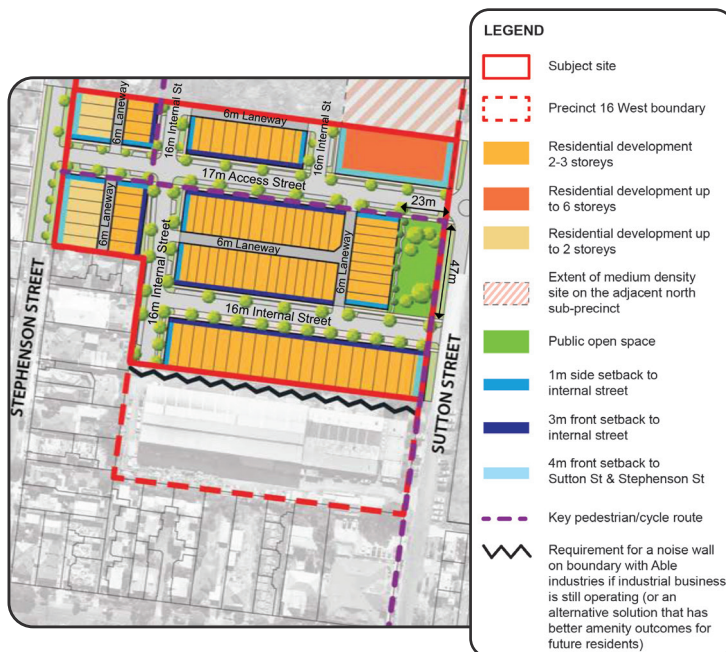 6m Laneway
16m Internal St
6m Laneway
16m Internal St
17m Access Street
23m
6m Laneway
6m Laneway
6m Laneway
47m
16m Internal Street
16m Internal Street
STEPHENSON STREET
SUTTON STREET
LEGEND
Subject site
Precinct 16 West boundary
Residential development
2-3 storeys
Residential development up
to 6 storeys
Residential development up
to 2 storeys
Extent of medium density
site on the adjacent north
sub-precinct
Public open space
1m side setback to
internal street
3m front setback to
internal street
4m front setback to
Sutton St & Stephenson St
Key pedestrian/cycle route
Requirement for a noise wall
on boundary with Able
industries if industrial business
is still operating (or an
alternative solution that has
better amenity outcomes for
future residents)